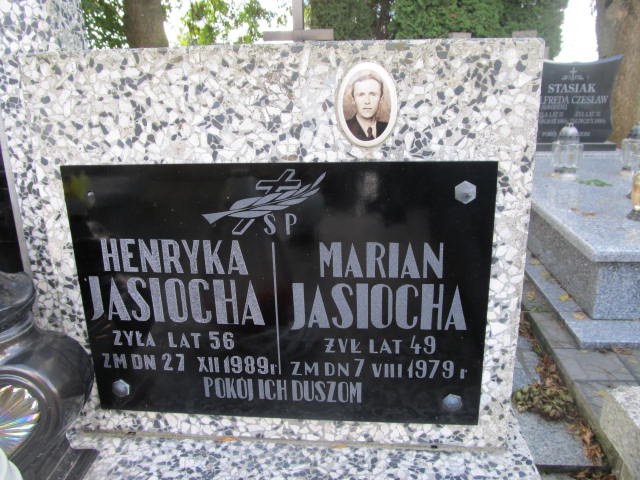 Ś P
HENRYKA
JASIOCHA
ŻYŁA LAT 56
ZM DN 27 XII 1989 r
MARIAN
JASIOCHA
ŻYŁ LAT 49
ZM DN 7 VIII 1979 r
POKÓJ ICH DUSZOM
STASIAK
CZESŁAW